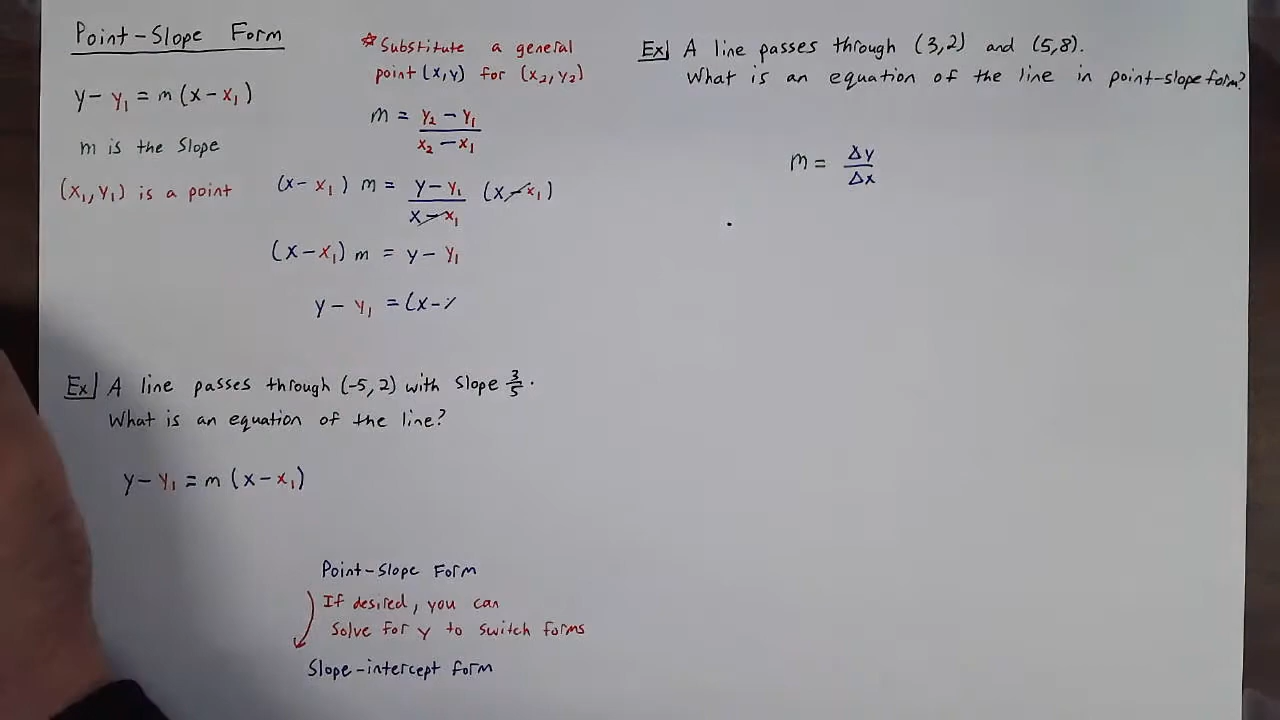 Point-Slope Form
y - y₁ = m (x - x₁)
m is the slope
(x₁, y₁) is a point
*Substitute a general
point (x, y) for (x₂, y₂)
m = y₂ - y₁ / x₂ - x₁
(x - x₁) m = y - y₁ / x - x₁ (x - x₁)
(x - x₁) m = y - y₁
y - y₁ = (x -
Ex] A line passes through (-5, 2) with slope 3/5.
What is an equation of the line?
y - y₁ = m (x - x₁)
Point-Slope Form
If desired, you can
solve for y to switch forms
Slope-intercept form
Ex] A line passes through (3, 2) and (5, 8).
What is an equation of the line in point-slope form?
m = Δy / Δx